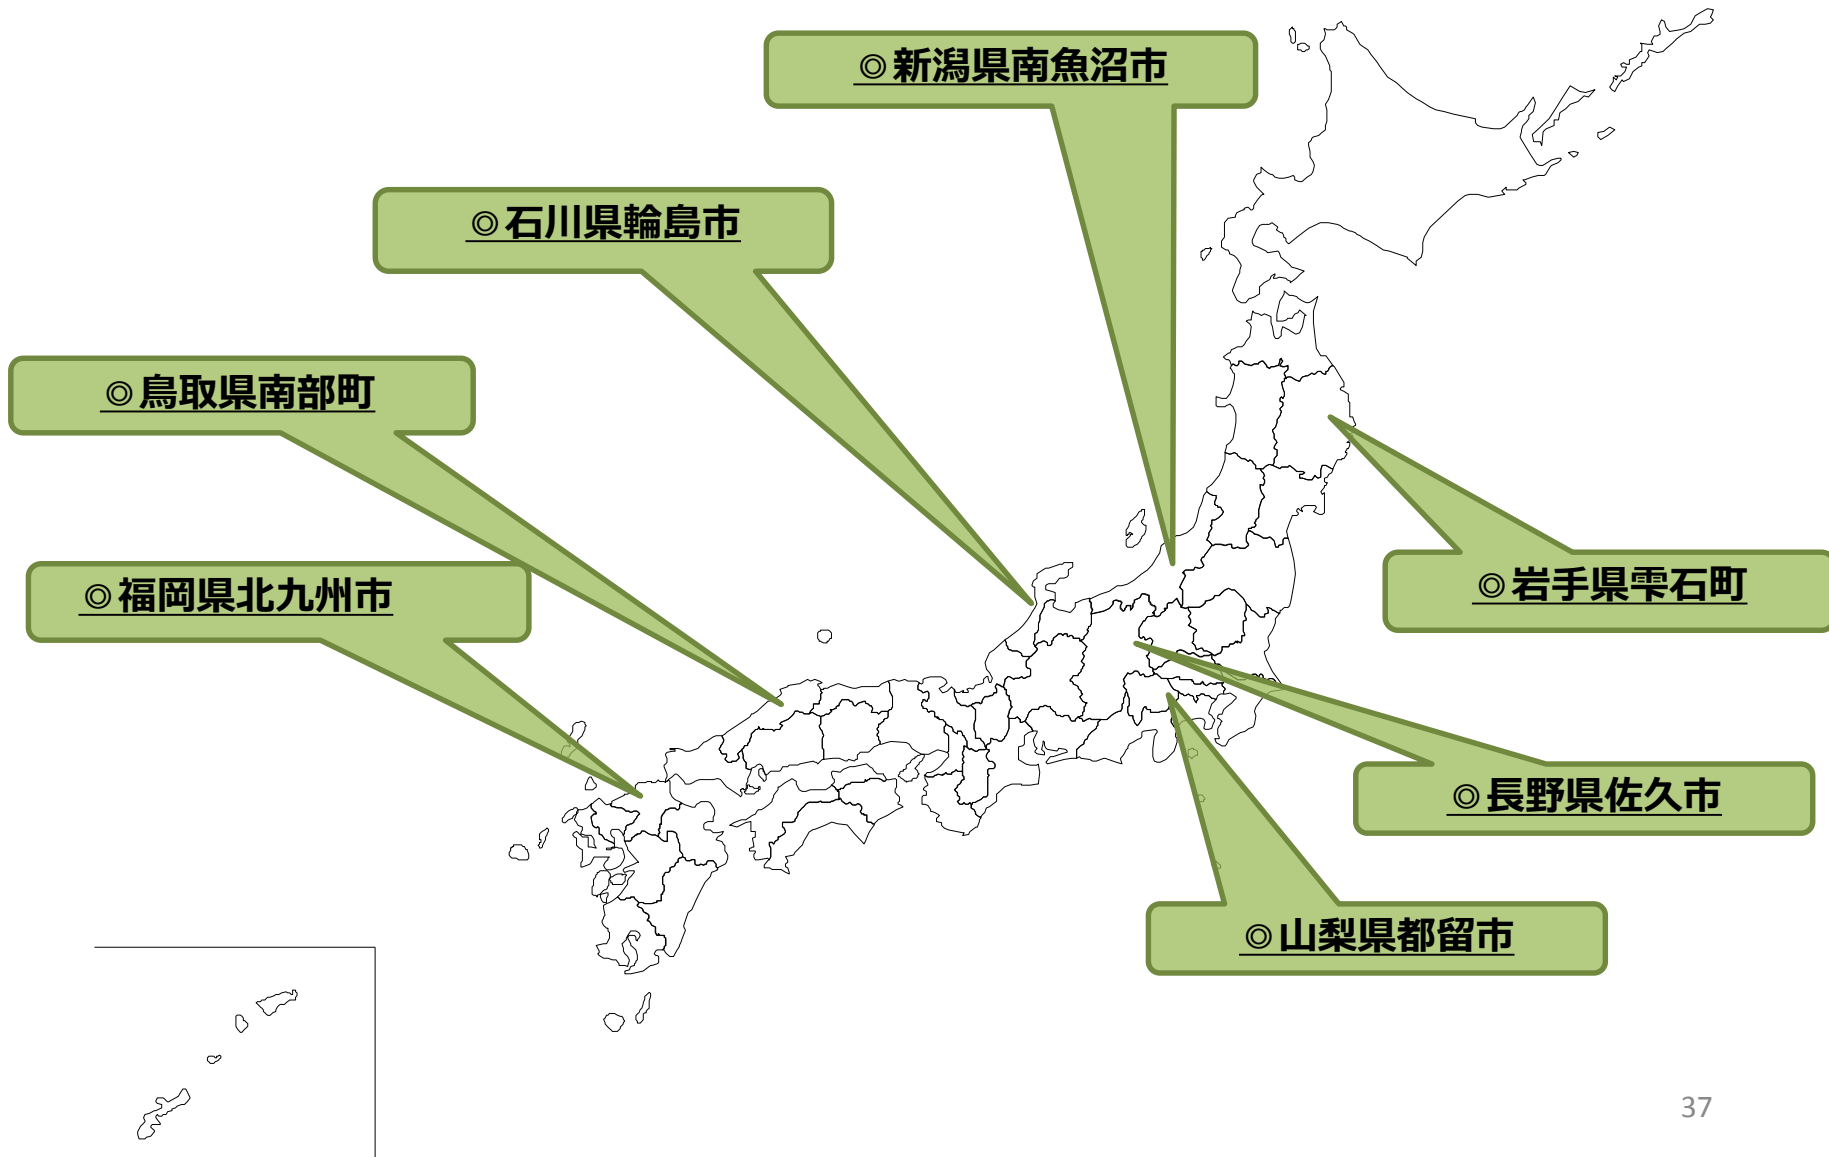 ◎新潟県南魚沼市
◎石川県輪島市
◎鳥取県南部町
◎福岡県北九州市
◎岩手県雫石町
◎長野県佐久市
◎山梨県都留市
37